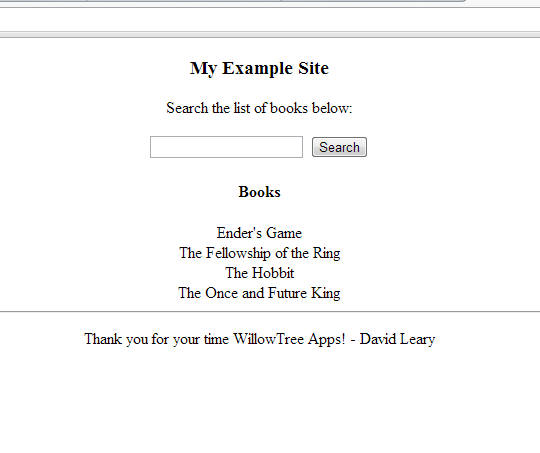 My Example Site
Search the list of books below:
Search
Books
Ender's Game
The Fellowship of the Ring
The Hobbit
The Once and Future King
Thank you for your time WillowTree Apps! - David Leary